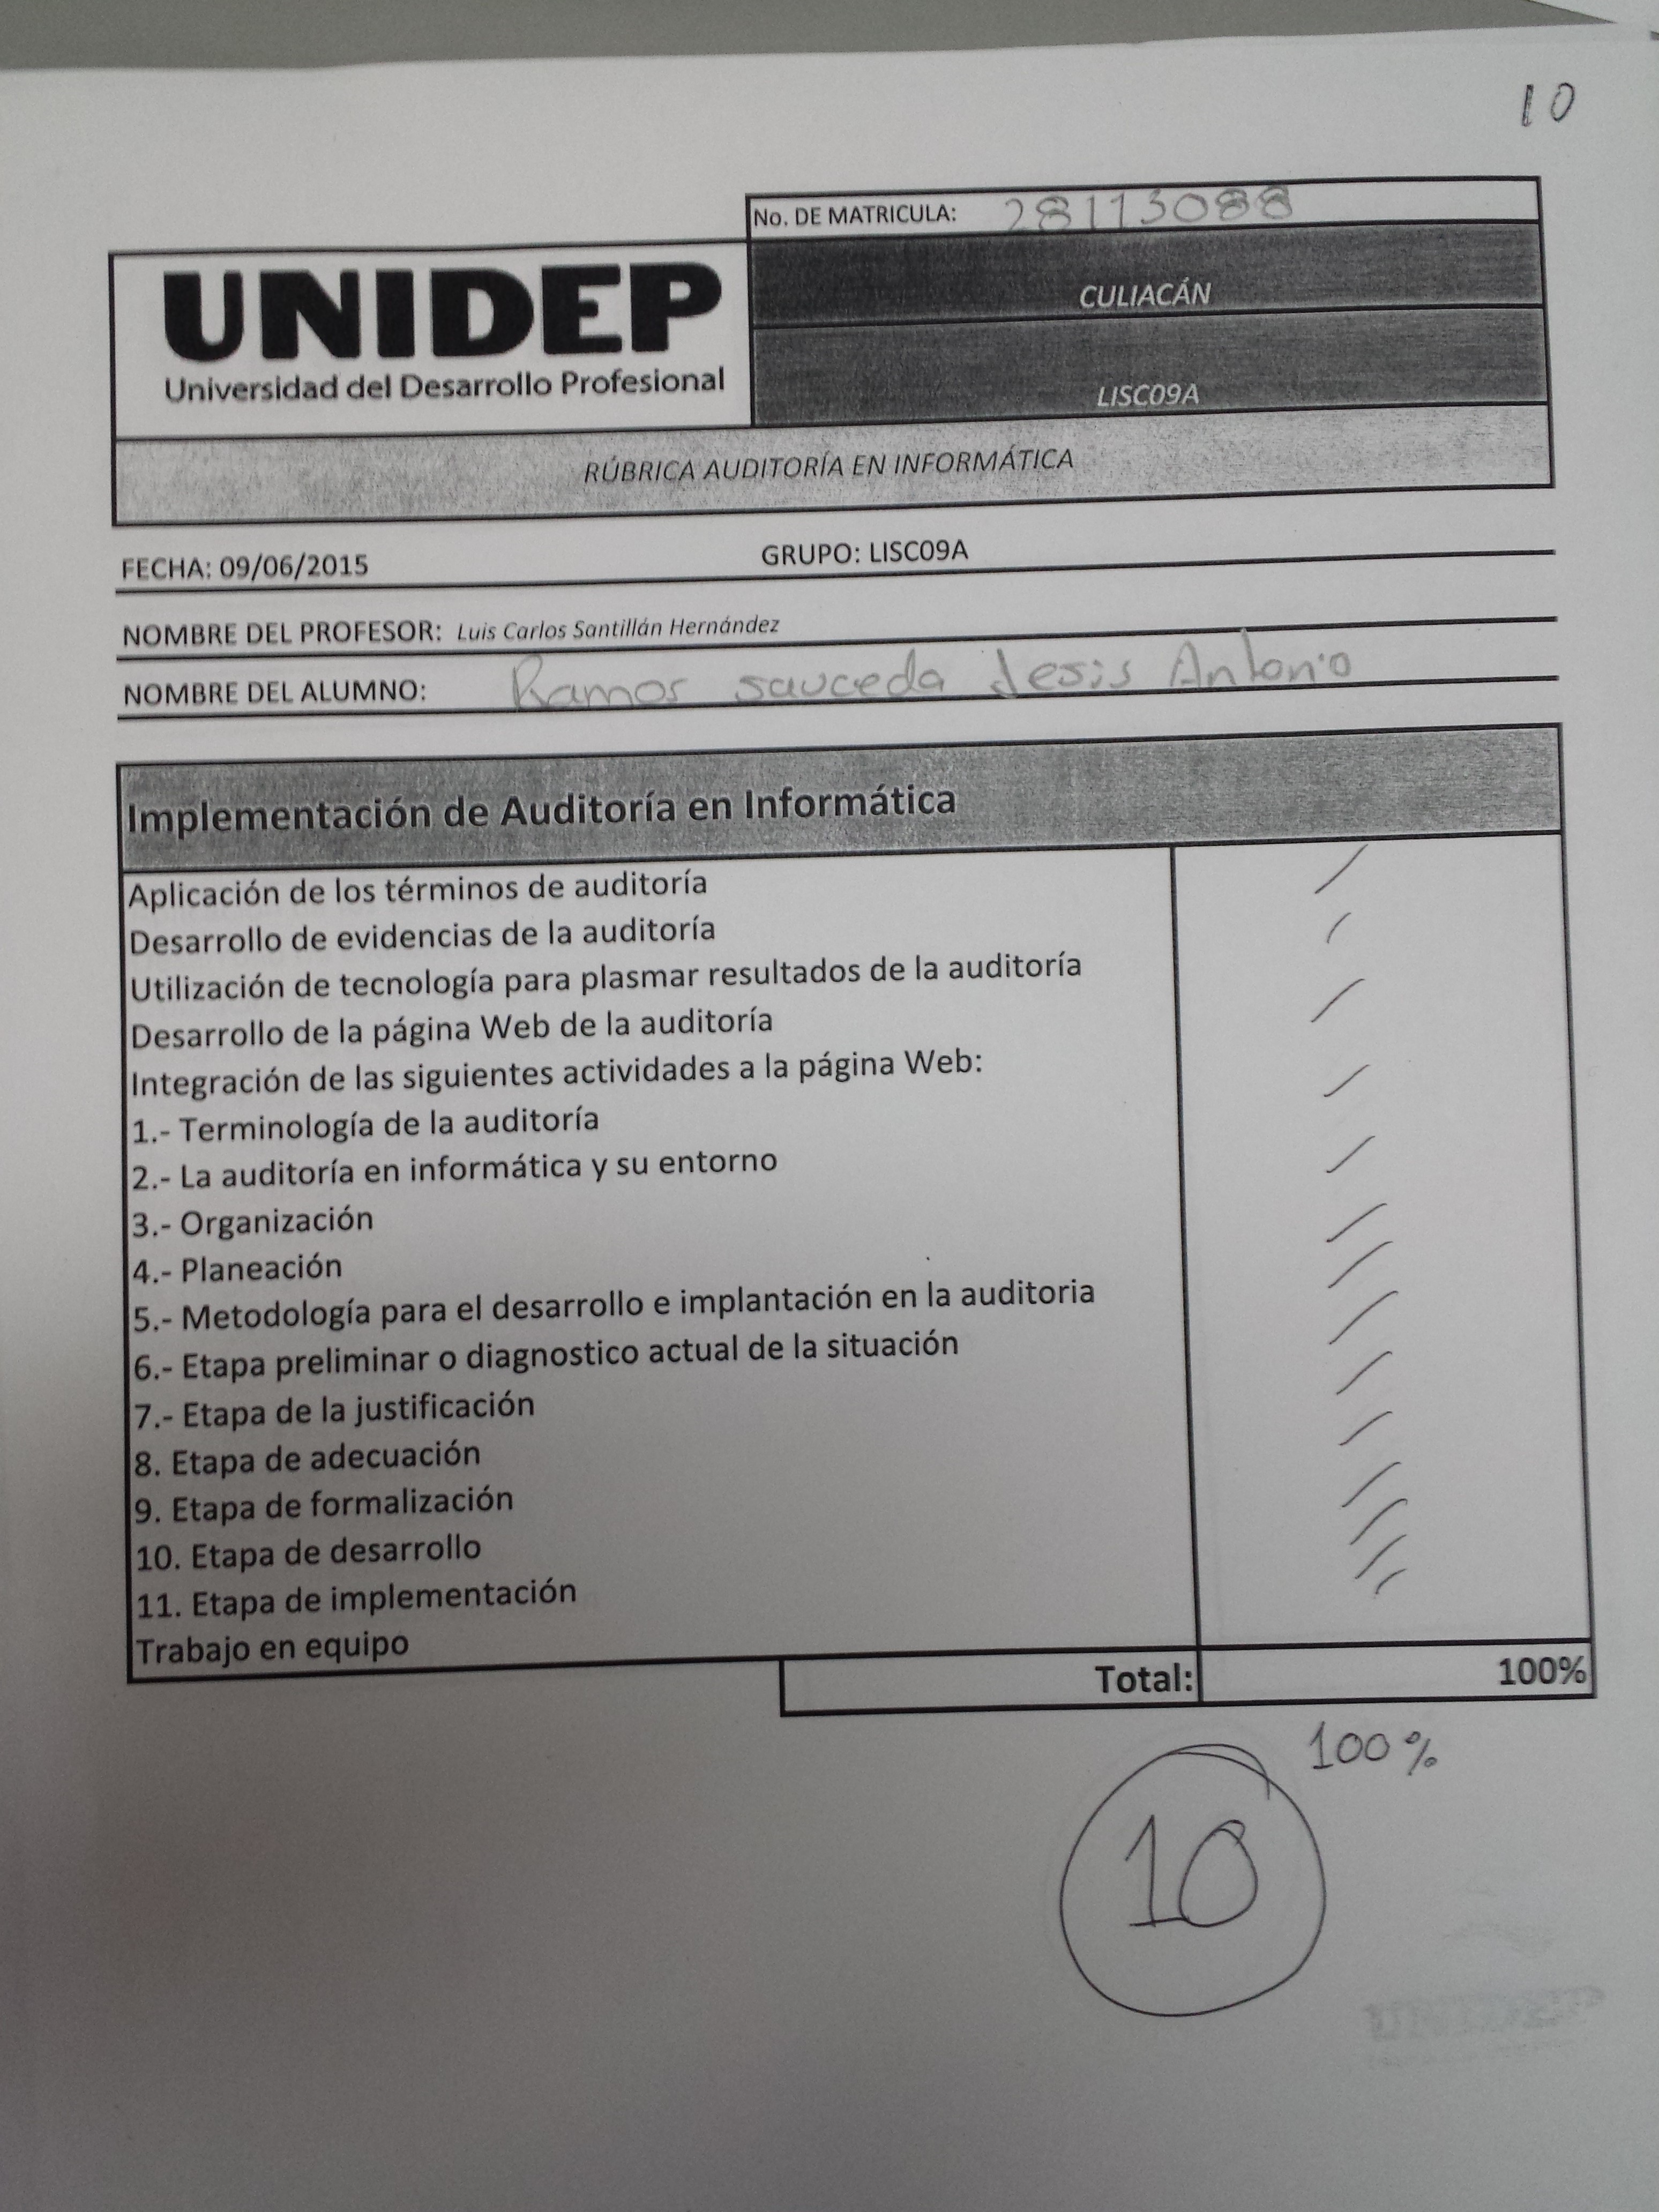 10
No. DE MATRICULA: 28113088
UNIDEP
Universidad del Desarrollo Profesional
CULIACÁN
LISC09A
RÚBRICA AUDITORÍA EN INFORMÁTICA
FECHA: 09/06/2015 GRUPO: LISC09A
NOMBRE DEL PROFESOR: Luis Carlos Santillán Hernández
NOMBRE DEL ALUMNO: Ramos sauceda Jesis Antonio
Implementación de Auditoría en Informática
Aplicación de los términos de auditoría
Desarrollo de evidencias de la auditoría
Utilización de tecnología para plasmar resultados de la auditoría
Desarrollo de la página Web de la auditoría
Integración de las siguientes actividades a la página Web:
1.- Terminología de la auditoría
2.- La auditoría en informática y su entorno
3.- Organización
4.- Planeación
5.- Metodología para el desarrollo e implantación en la auditoria
6.- Etapa preliminar o diagnostico actual de la situación
7.- Etapa de la justificación
8. Etapa de adecuación
9. Etapa de formalización
10. Etapa de desarrollo
11. Etapa de implementación
Trabajo en equipo
Total: 100%
100%
10
UNIDEP